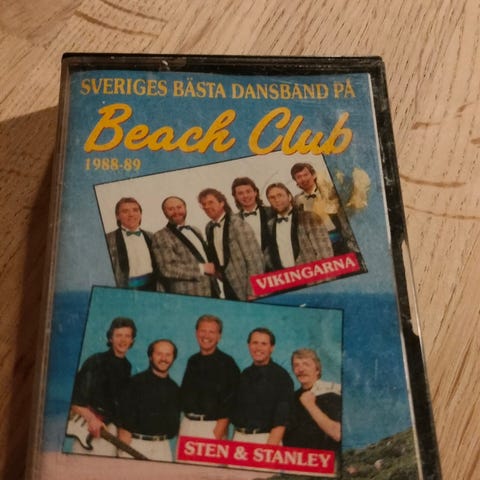 SVERIGES BÄSTA DANSBAND PÅ
Beach Club
1988-89
VIKINGARNA
STEN & STANLEY